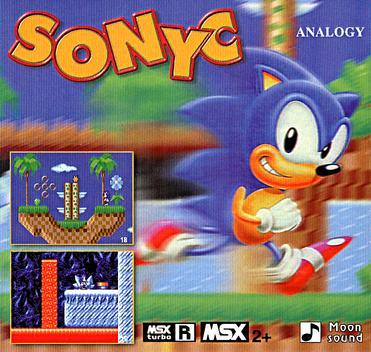 SONYC
ANALOGY
18
MSX
turbo R
MSX 2+
Moon
sound